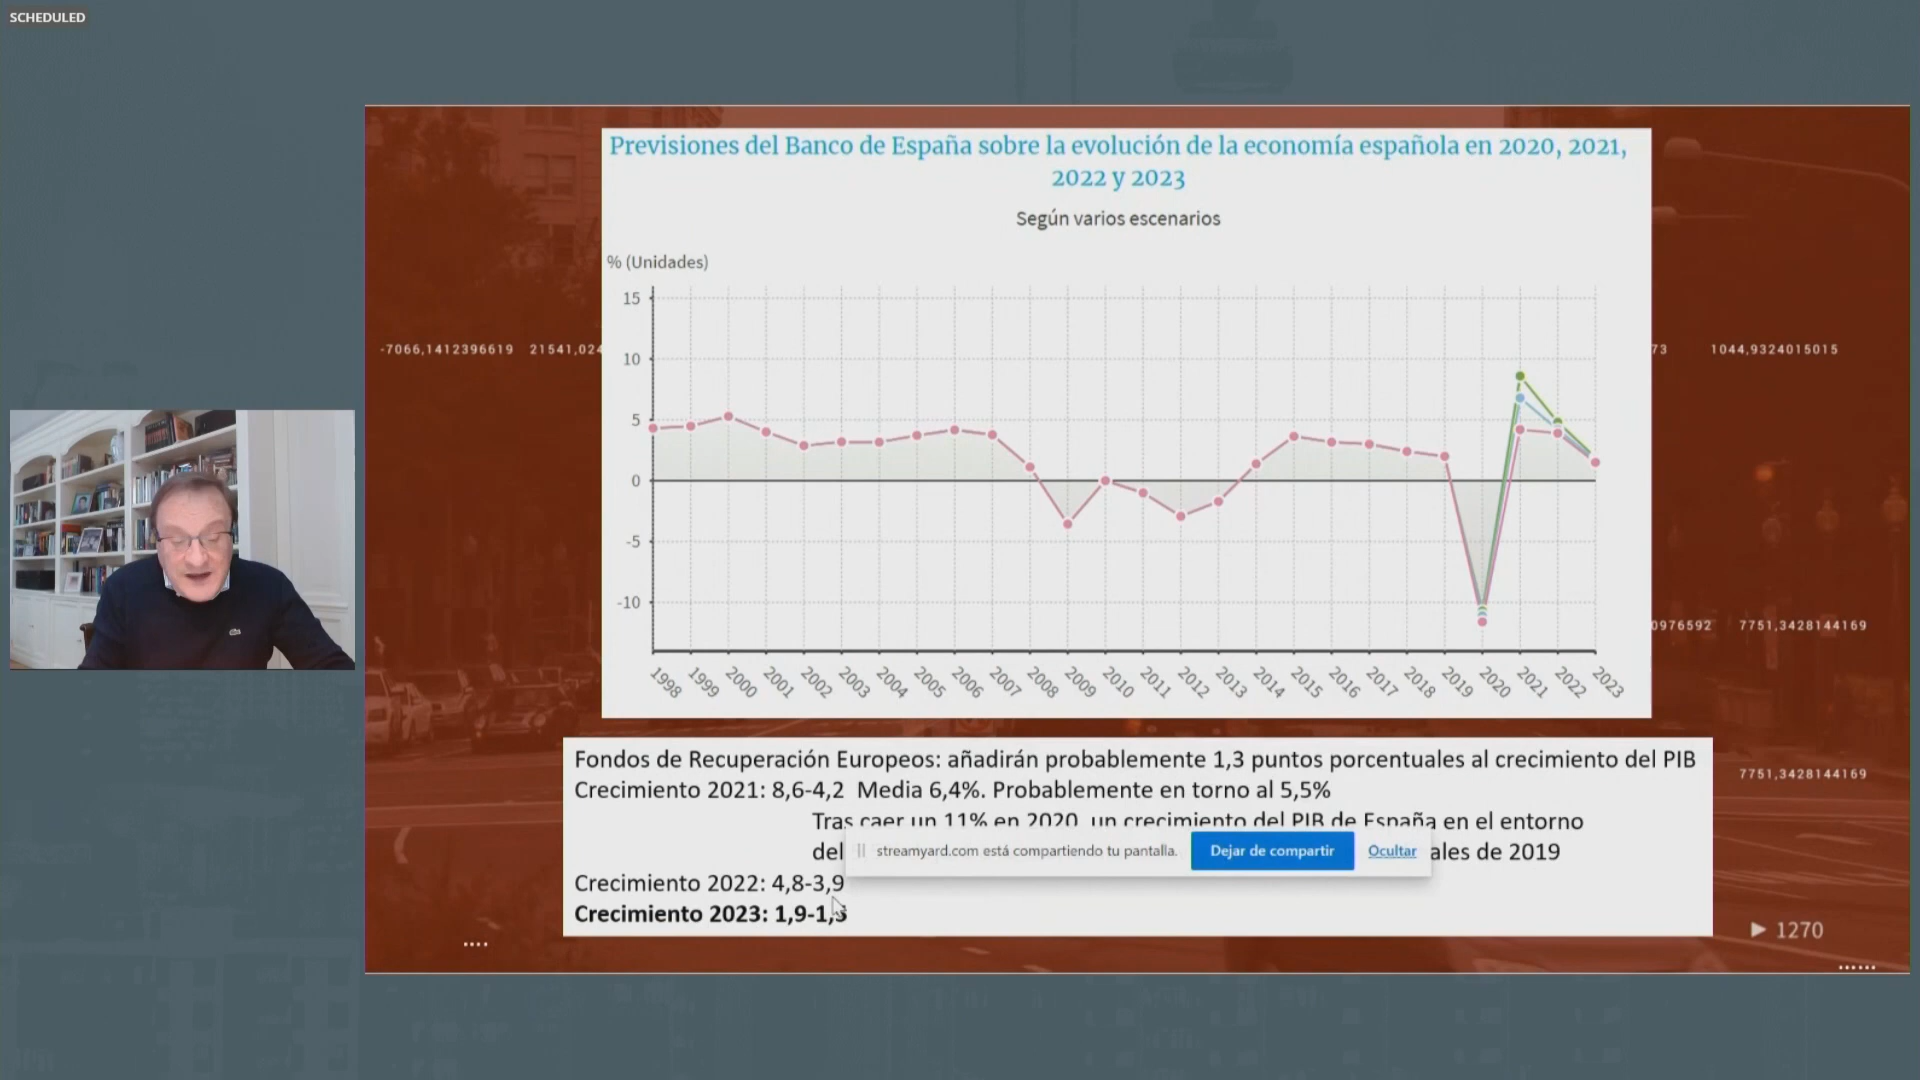 SCHEDULED
Previsiones del Banco de España sobre la evolución de la economía española en 2020, 2021,
2022 y 2023
Según varios escenarios
% (Unidades)
15
10
5
0
-5
-10
1998 1999 2000 2001 2002 2003 2004 2005 2006 2007 2008 2009 2010 2011 2012 2013 2014 2015 2016 2017 2018 2019 2020 2021 2022 2023
-7066,1412396619 21541,024
73 1044,9324015015
0976592 7751,3428144169
7751,3428144169
Fondos de Recuperación Europeos: añadirán probablemente 1,3 puntos porcentuales al crecimiento del PIB
Crecimiento 2021: 8,6-4,2 Media 6,4%. Probablemente en torno al 5,5%
Tras caer un 11% en 2020, un crecimiento del PIB de España en el entorno
del
ales de 2019
streamyard.com está compartiendo tu pantalla.
Dejar de compartir
Ocultar
Crecimiento 2022: 4,8-3,9
Crecimiento 2023: 1,9-1,
1270